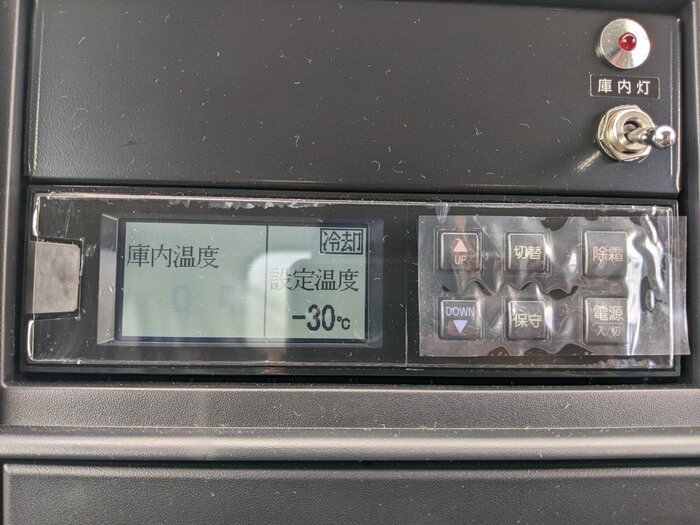 庫内灯
庫内温度
冷却
設定温度
-30℃
UP
切替
除霜
DOWN
保守
電源
入/切